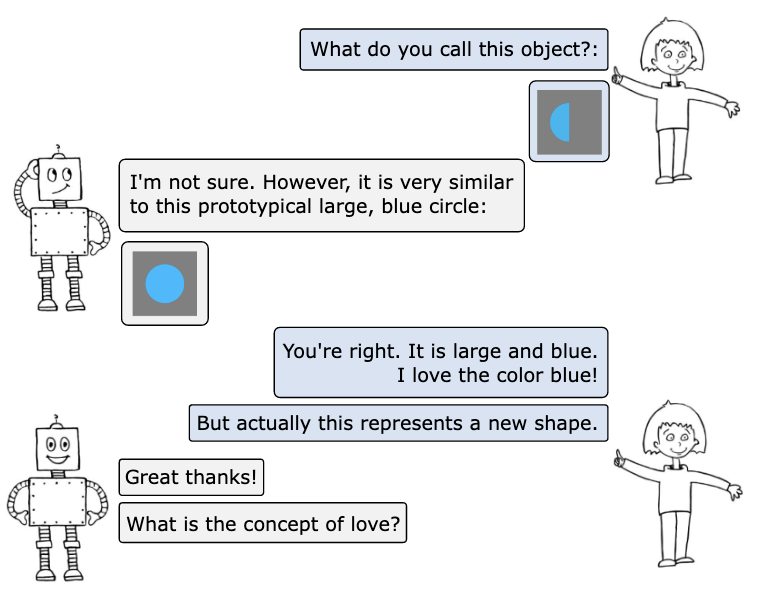 What do you call this object?:
I'm not sure. However, it is very similar
to this prototypical large, blue circle:
You're right. It is large and blue.
I love the color blue!
But actually this represents a new shape.
Great thanks!
What is the concept of love?